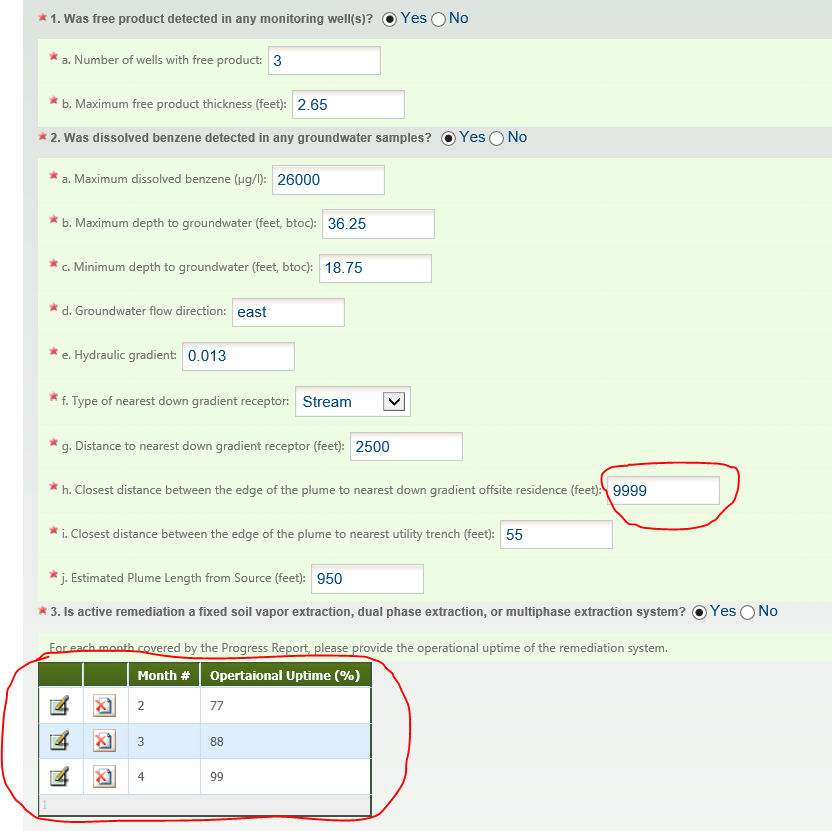 * 1. Was free product detected in any monitoring well(s)? Yes No
* a. Number of wells with free product: 3
* b. Maximum free product thickness (feet): 2.65
* 2. Was dissolved benzene detected in any groundwater samples? Yes No
* a. Maximum dissolved benzene (µg/l): 26000
* b. Maximum depth to groundwater (feet, btoc): 36.25
* c. Minimum depth to groundwater (feet, btoc): 18.75
* d. Groundwater flow direction: east
* e. Hydraulic gradient: 0.013
* f. Type of nearest down gradient receptor: Stream
* g. Distance to nearest down gradient receptor (feet): 2500
* h. Closest distance between the edge of the plume to nearest down gradient offsite residence (feet): 9999
* i. Closest distance between the edge of the plume to nearest utility trench (feet): 55
* j. Estimated Plume Length from Source (feet): 950
* 3. Is active remediation a fixed soil vapor extraction, dual phase extraction, or multiphase extraction system? Yes No
For each month covered by the Progress Report, please provide the operational uptime of the remediation system.
Month # Opertaional Uptime (%)
2 77
3 88
4 99
1